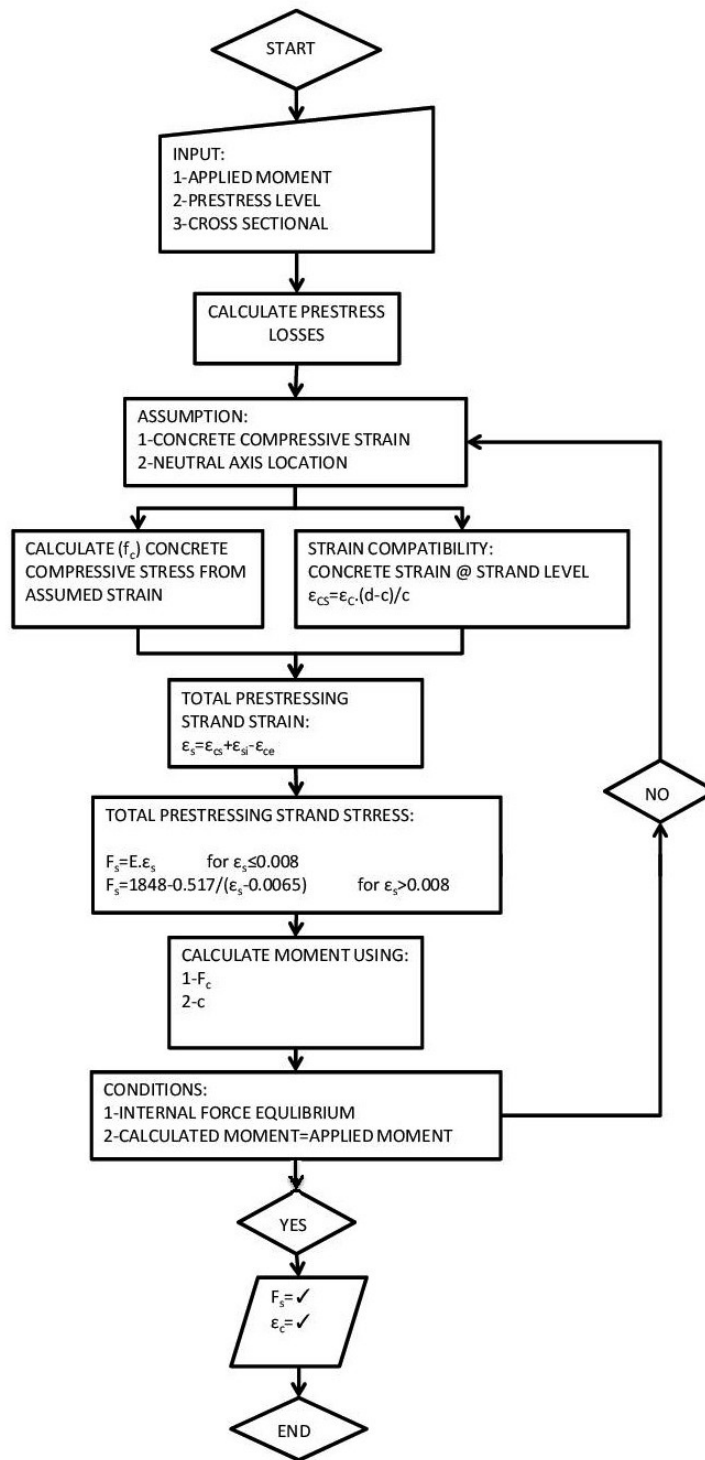 START
INPUT:
1-APPLIED MOMENT
2-PRESTRESS LEVEL
3-CROSS SECTIONAL
CALCULATE PRESTRESS
LOSSES
ASSUMPTION:
1-CONCRETE COMPRESSIVE STRAIN
2-NEUTRAL AXIS LOCATION
CALCULATE (f_c) CONCRETE
COMPRESSIVE STRESS FROM
ASSUMED STRAIN
STRAIN COMPATIBILITY:
CONCRETE STRAIN @ STRAND LEVEL
ε_CS=ε_C.(d-c)/c
TOTAL PRESTRESSING
STRAND STRAIN:
ε_s=ε_cs+ε_si-ε_ce
NO
TOTAL PRESTRESSING STRAND STRRESS:
F_s=E.ε_s for ε_s≤0.008
F_s=1848-0.517/(ε_s-0.0065) for ε_s>0.008
CALCULATE MOMENT USING:
1-F_c
2-c
CONDITIONS:
1-INTERNAL FORCE EQULIBRIUM
2-CALCULATED MOMENT=APPLIED MOMENT
YES
F_s=✓
ε_c=✓
END